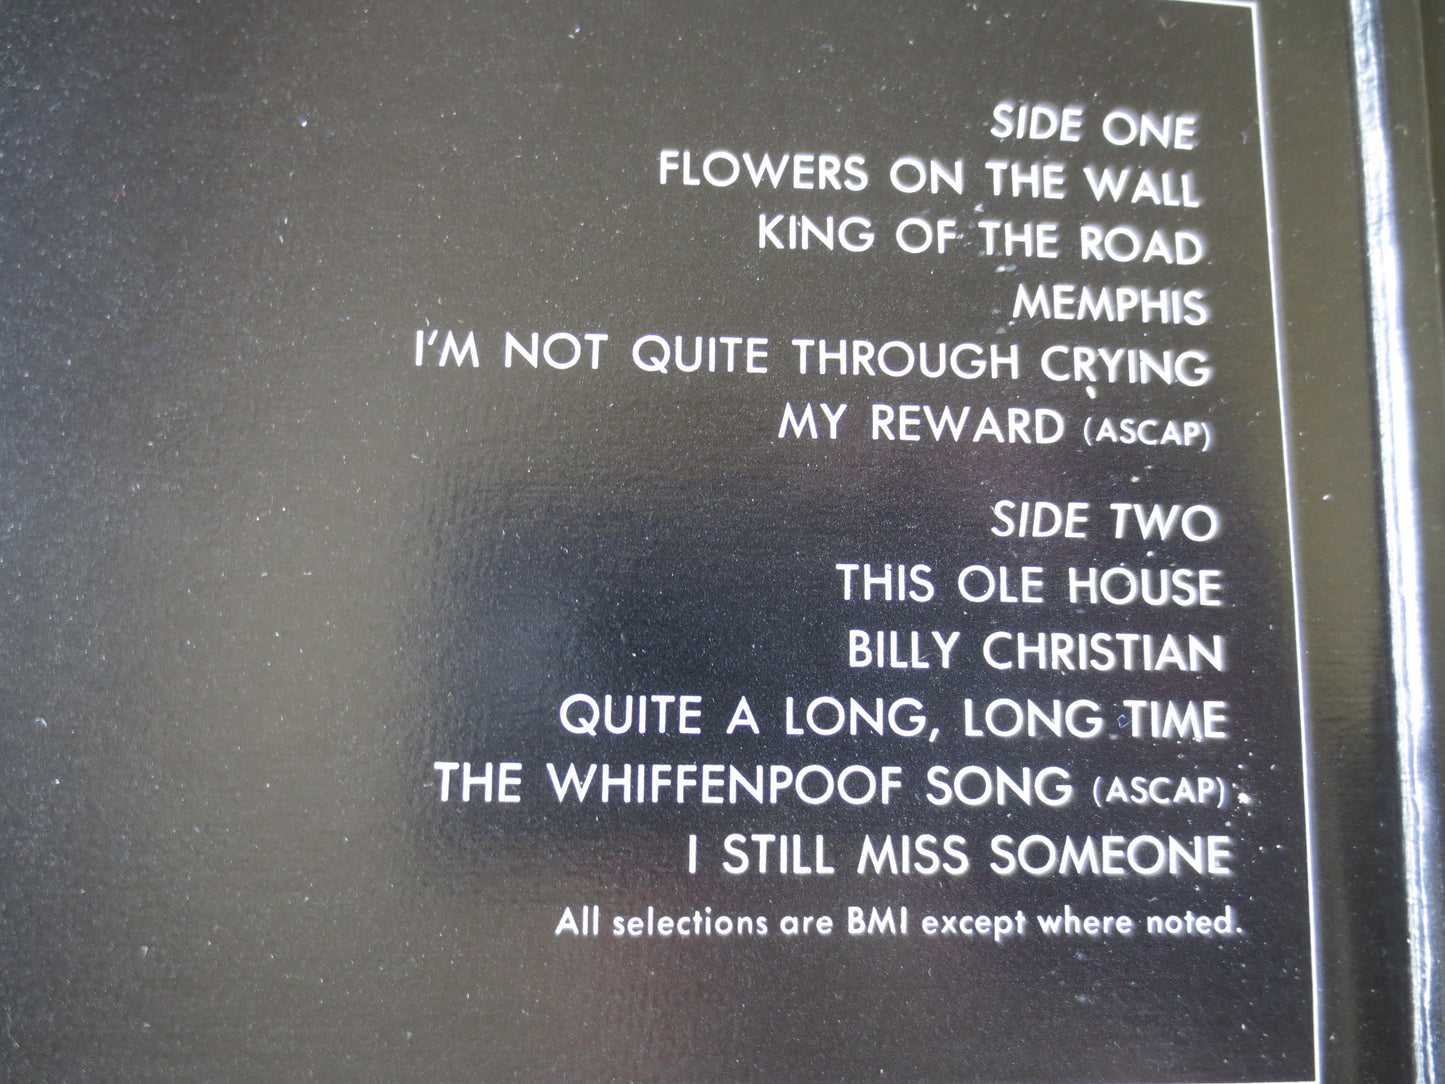 SIDE ONE
FLOWERS ON THE WALL
KING OF THE ROAD
MEMPHIS
I'M NOT QUITE THROUGH CRYING
MY REWARD (ASCAP)
SIDE TWO
THIS OLE HOUSE
BILLY CHRISTIAN
QUITE A LONG, LONG TIME
THE WHIFFENPOOF SONG (ASCAP)
I STILL MISS SOMEONE
All selections are BMI except where noted.